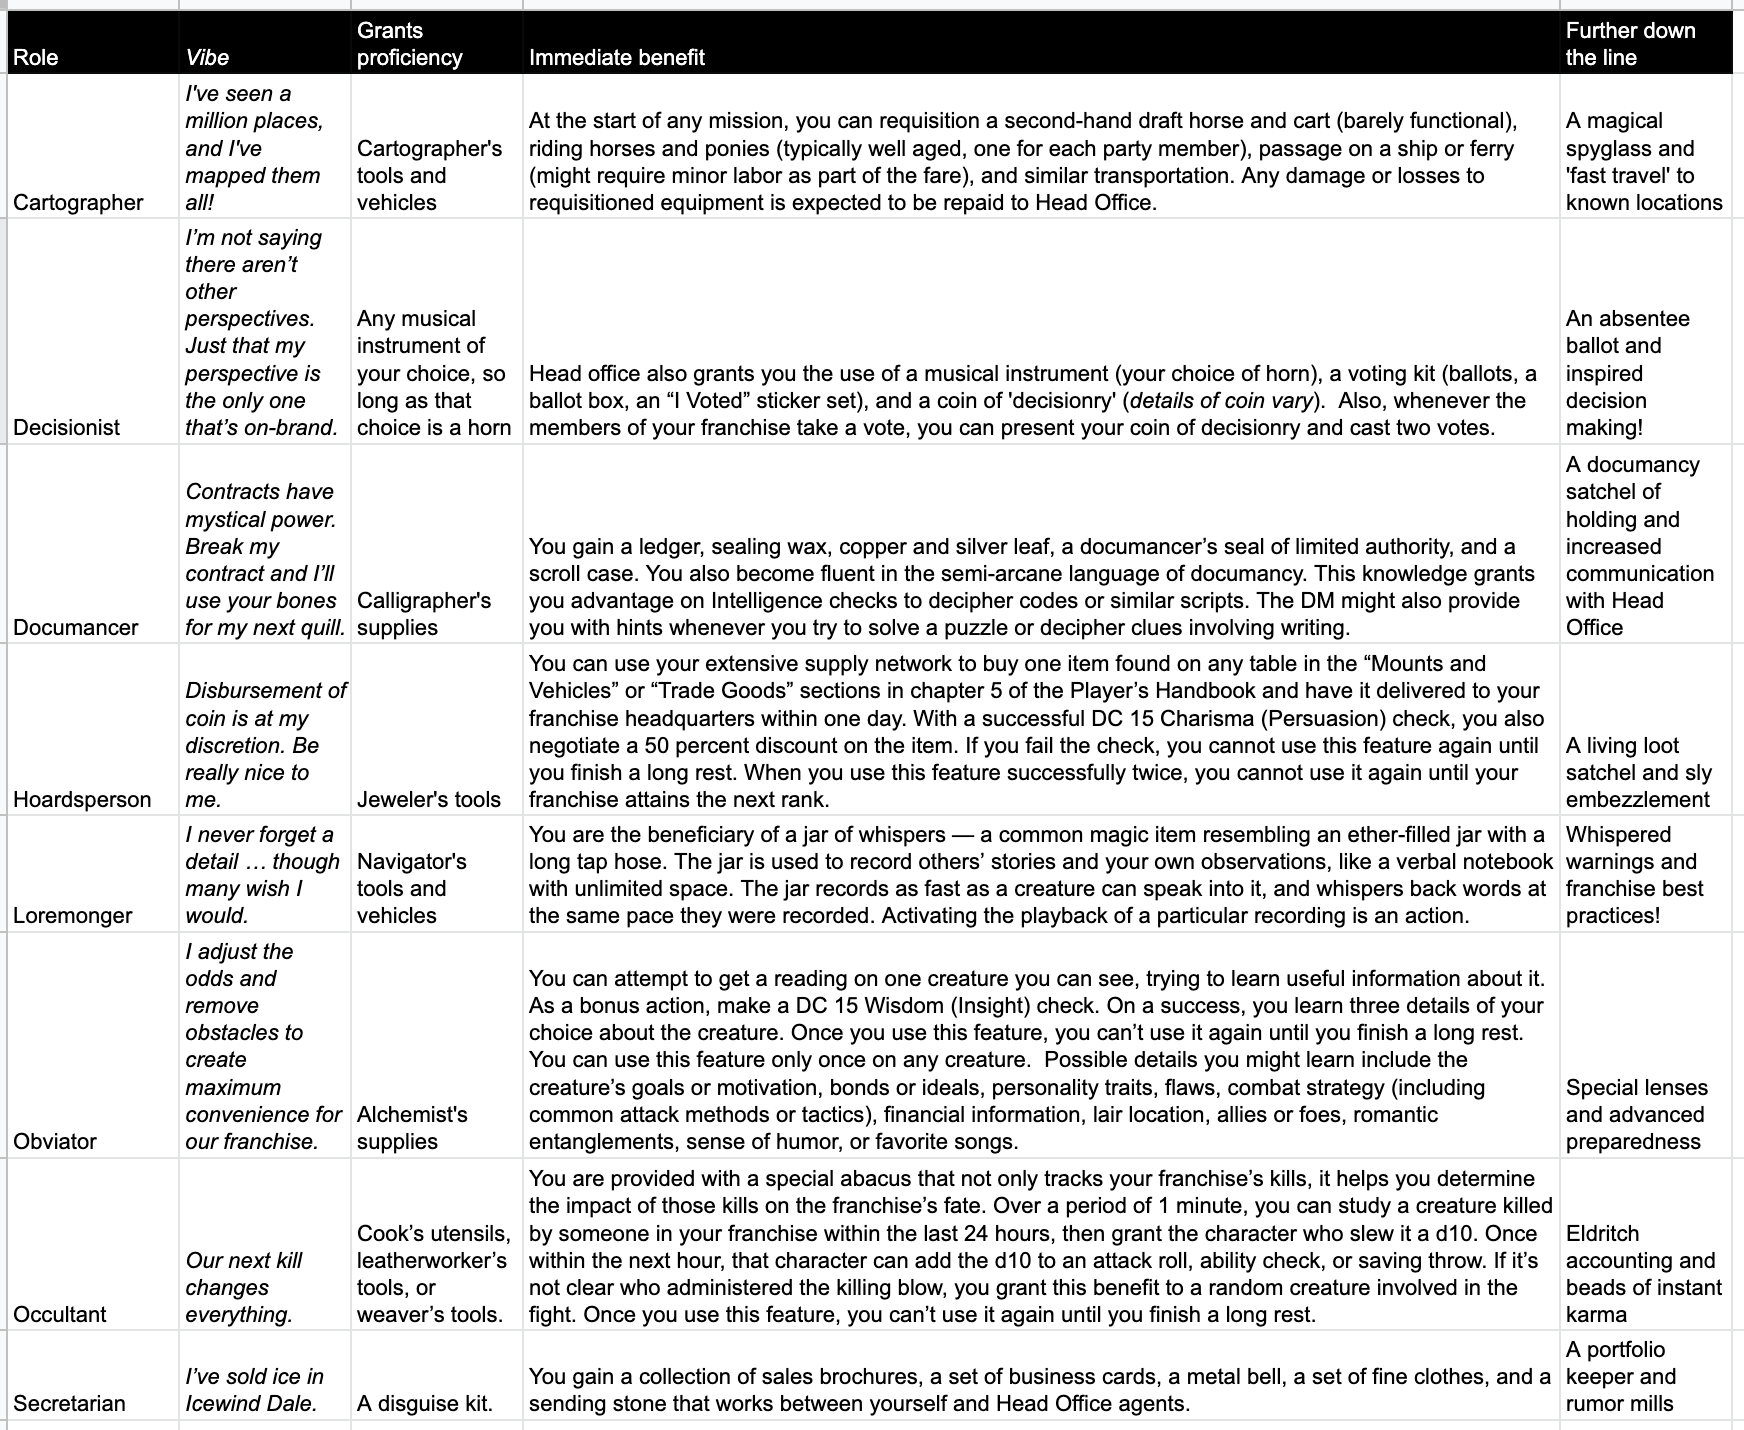 Role
Vibe
Grants
proficiency
Immediate benefit
Further down
the line
Cartographer
I've seen a
million places,
and I've
mapped them
all!
Cartographer's
tools and
vehicles
At the start of any mission, you can requisition a second-hand draft horse and cart (barely functional),
riding horses and ponies (typically well aged, one for each party member), passage on a ship or ferry
(might require minor labor as part of the fare), and similar transportation. Any damage or losses to
requisitioned equipment is expected to be repaid to Head Office.
A magical
spyglass and
'fast travel' to
known locations
Decisionist
I’m not saying
there aren’t
other
perspectives.
Just that my
perspective is
the only one
that’s on-brand.
Any musical
instrument of
your choice, so
long as that
choice is a horn
Head office also grants you the use of a musical instrument (your choice of horn), a voting kit (ballots, a
ballot box, an “I Voted” sticker set), and a coin of 'decisionry' (details of coin vary).  Also, whenever the
members of your franchise take a vote, you can present your coin of decisionry and cast two votes.
An absentee
ballot and
inspired
decision
making!
Documancer
Contracts have
mystical power.
Break my
contract and I’ll
use your bones
for my next quill.
Calligrapher's
supplies
You gain a ledger, sealing wax, copper and silver leaf, a documancer’s seal of limited authority, and a
scroll case. You also become fluent in the semi-arcane language of documancy. This knowledge grants
you advantage on Intelligence checks to decipher codes or similar scripts. The DM might also provide
you with hints whenever you try to solve a puzzle or decipher clues involving writing.
A documancy
satchel of
holding and
increased
communication
with Head
Office
Hoardsperson
Disbursement of
coin is at my
discretion. Be
really nice to
me.
Jeweler's tools
You can use your extensive supply network to buy one item found on any table in the “Mounts and
Vehicles” or “Trade Goods” sections in chapter 5 of the Player’s Handbook and have it delivered to your
franchise headquarters within one day. With a successful DC 15 Charisma (Persuasion) check, you also
negotiate a 50 percent discount on the item. If you fail the check, you cannot use this feature again until
you finish a long rest. When you use this feature successfully twice, you cannot use it again until your
franchise attains the next rank.
A living loot
satchel and sly
embezzlement
Loremonger
I never forget a
detail … though
many wish I
would.
Navigator's
tools and
vehicles
You are the beneficiary of a jar of whispers — a common magic item resembling an ether-filled jar with a
long tap hose. The jar is used to record others’ stories and your own observations, like a verbal notebook
with unlimited space. The jar records as fast as a creature can speak into it, and whispers back words at
the same pace they were recorded. Activating the playback of a particular recording is an action.
Whispered
warnings and
franchise best
practices!
Obviator
I adjust the
odds and
remove
obstacles to
create
maximum
convenience for
our franchise.
Alchemist's
supplies
You can attempt to get a reading on one creature you can see, trying to learn useful information about it.
As a bonus action, make a DC 15 Wisdom (Insight) check. On a success, you learn three details of your
choice about the creature. Once you use this feature, you can’t use it again until you finish a long rest.
You can use this feature only once on any creature.  Possible details you might learn include the
creature’s goals or motivation, bonds or ideals, personality traits, flaws, combat strategy (including
common attack methods or tactics), financial information, lair location, allies or foes, romantic
entanglements, sense of humor, or favorite songs.
Special lenses
and advanced
preparedness
Occultant
Our next kill
changes
everything.
Cook’s utensils,
leatherworker’s
tools, or
weaver’s tools.
You are provided with a special abacus that not only tracks your franchise’s kills, it helps you determine
the impact of those kills on the franchise’s fate. Over a period of 1 minute, you can study a creature killed
by someone in your franchise within the last 24 hours, then grant the character who slew it a d10. Once
within the next hour, that character can add the d10 to an attack roll, ability check, or saving throw. If it’s
not clear who administered the killing blow, you grant this benefit to a random creature involved in the
fight. Once you use this feature, you can’t use it again until you finish a long rest.
Eldritch
accounting and
beads of instant
karma
Secretarian
I’ve sold ice in
Icewind Dale.
A disguise kit.
You gain a collection of sales brochures, a set of business cards, a metal bell, a set of fine clothes, and a
sending stone that works between yourself and Head Office agents.
A portfolio
keeper and
rumor mills